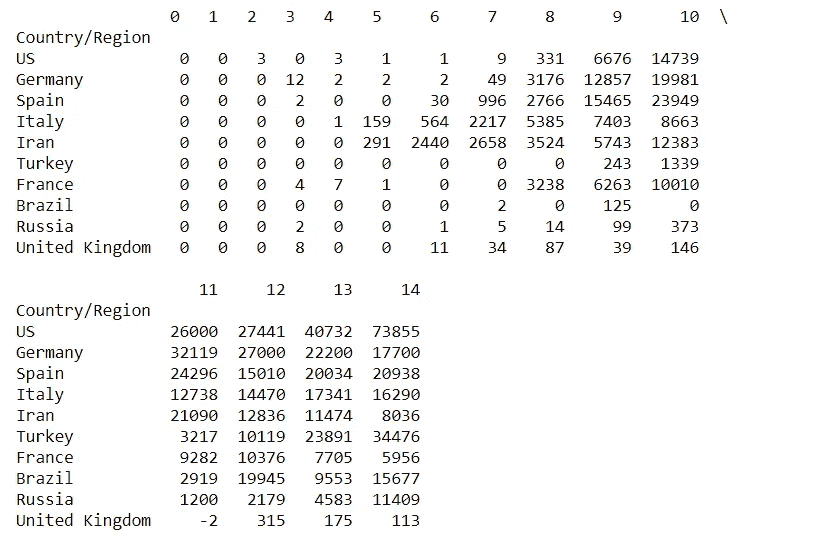 0 1 2 3 4 5 6 7 8 9 10 \
Country/Region
US 0 0 3 0 3 1 1 9 331 6676 14739
Germany 0 0 0 12 2 2 2 49 3176 12857 19981
Spain 0 0 0 2 0 0 30 996 2766 15465 23949
Italy 0 0 0 0 1 159 564 2217 5385 7403 8663
Iran 0 0 0 0 0 291 2440 2658 3524 5743 12383
Turkey 0 0 0 0 0 0 0 0 0 243 1339
France 0 0 0 4 7 1 0 0 3238 6263 10010
Brazil 0 0 0 0 0 0 0 2 0 125 0
Russia 0 0 0 2 0 0 1 5 14 99 373
United Kingdom 0 0 0 8 0 0 11 34 87 39 146
11 12 13 14
Country/Region
US 26000 27441 40732 73855
Germany 32119 27000 22200 17700
Spain 24296 15010 20034 20938
Italy 12738 14470 17341 16290
Iran 21090 12836 11474 8036
Turkey 3217 10119 23891 34476
France 9282 10376 7705 5956
Brazil 2919 19945 9553 15677
Russia 1200 2179 4583 11409
United Kingdom -2 315 175 113